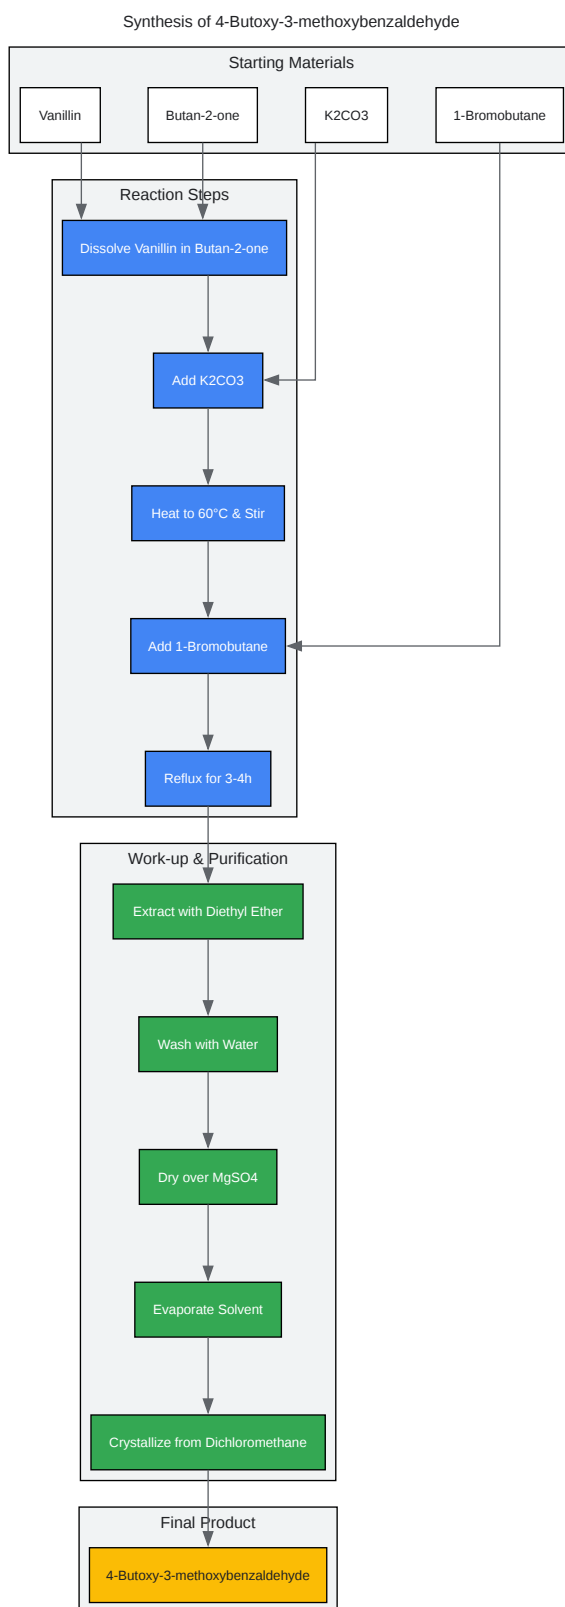 Synthesis of 4-Butoxy-3-methoxybenzaldehyde
Starting Materials
Vanillin
Butan-2-one
K2CO3
1-Bromobutane
Reaction Steps
Dissolve Vanillin in Butan-2-one
Add K2CO3
Heat to 60°C & Stir
Add 1-Bromobutane
Reflux for 3-4h
Work-up & Purification
Extract with Diethyl Ether
Wash with Water
Dry over MgSO4
Evaporate Solvent
Crystallize from Dichloromethane
Final Product
4-Butoxy-3-methoxybenzaldehyde